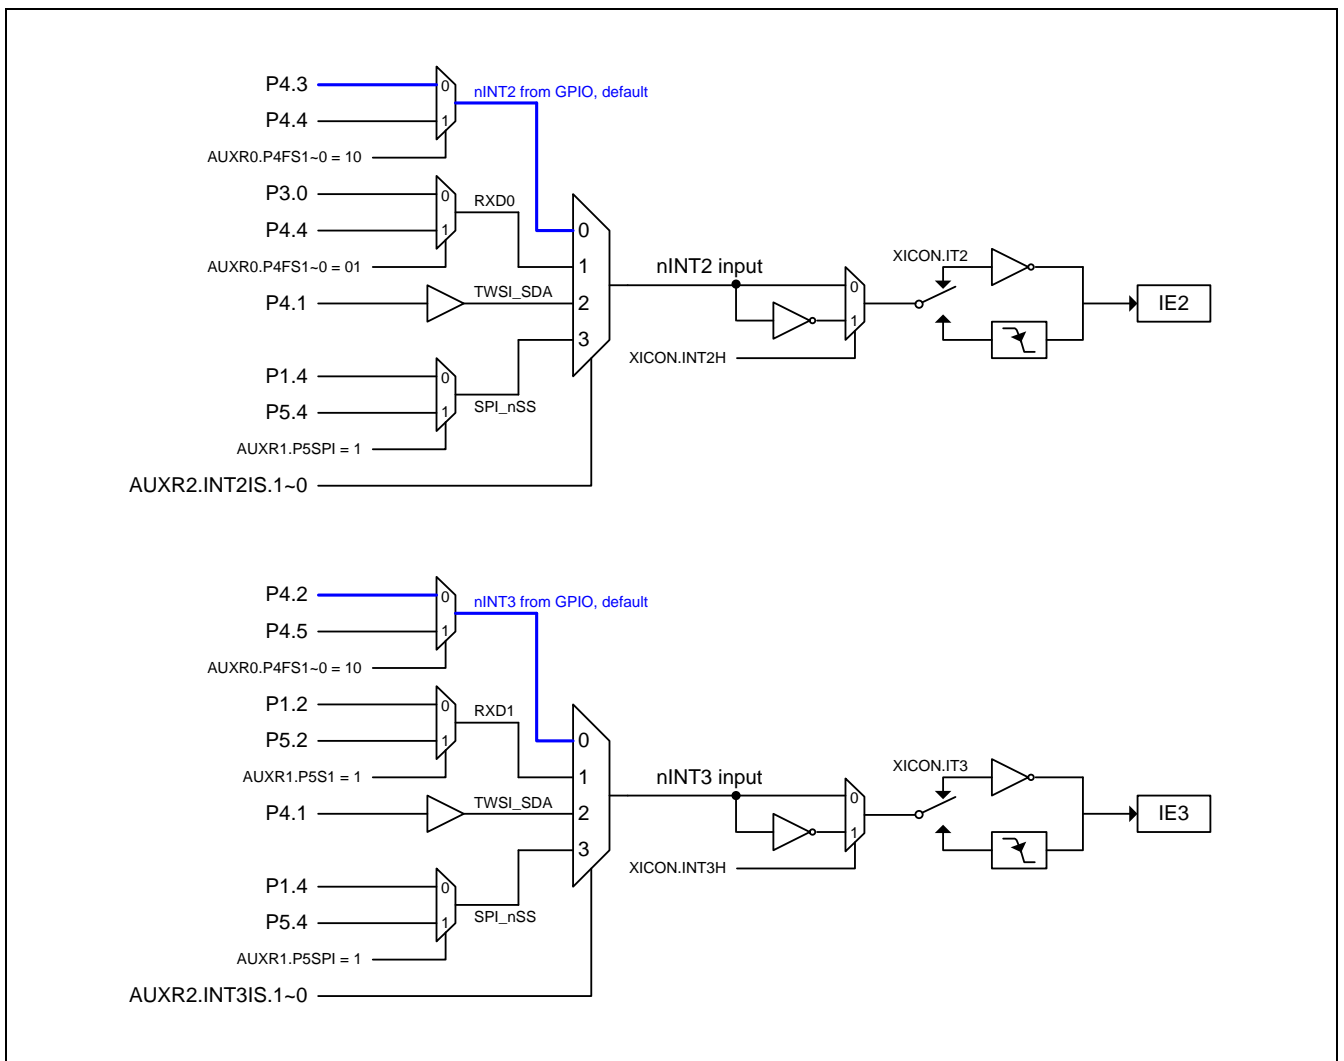 P4.3
0
nINT2 from GPIO, default
P4.4
1
AUXR0.P4FS1~0 = 10
P3.0
0
RXD0
P4.4
1
0
AUXR0.P4FS1~0 = 01
1
nINT2 input
XICON.IT2
P4.1
TWSI_SDA
2
0
1
IE2
3
XICON.INT2H
P1.4
0
P5.4
1
SPI_nSS
AUXR1.P5SPI = 1
AUXR2.INT2IS.1~0
P4.2
0
nINT3 from GPIO, default
P4.5
1
AUXR0.P4FS1~0 = 10
P1.2
0
RXD1
P5.2
1
0
AUXR1.P5S1 = 1
1
nINT3 input
XICON.IT3
P4.1
TWSI_SDA
2
0
1
IE3
3
XICON.INT3H
P1.4
0
P5.4
1
SPI_nSS
AUXR1.P5SPI = 1
AUXR2.INT3IS.1~0